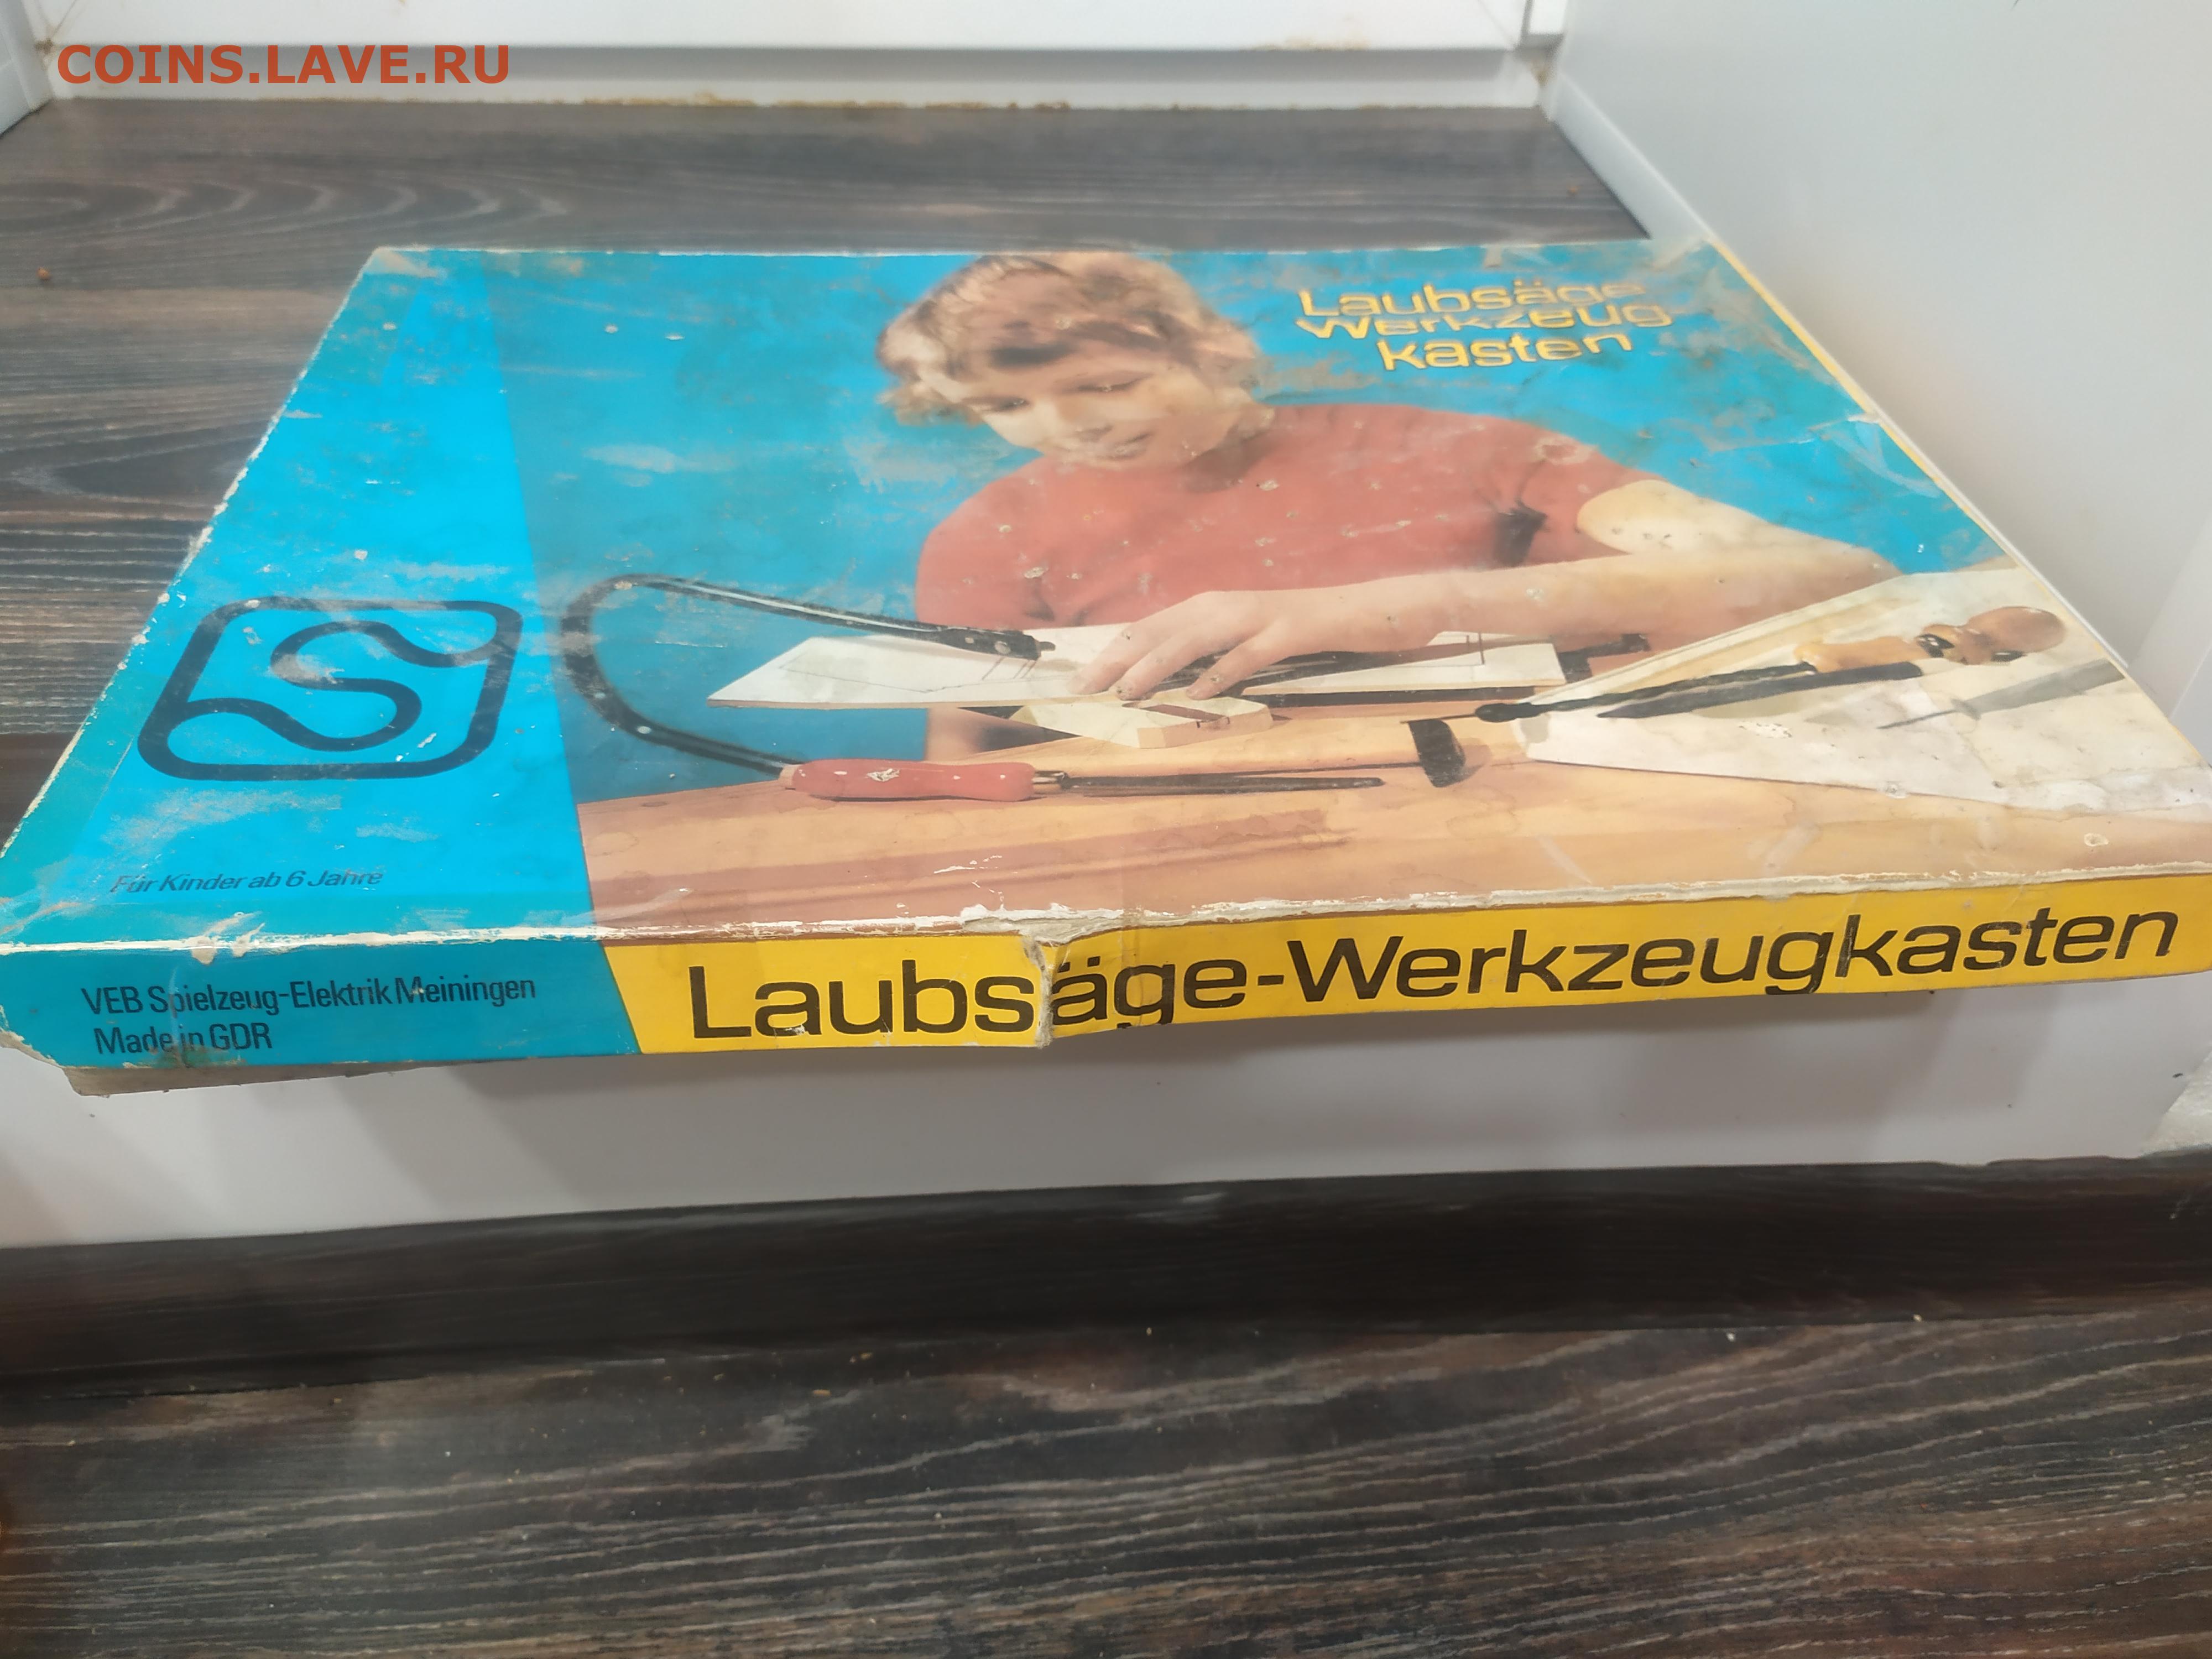 COINS.LAVE.RU
Laubsäge
Werkzeug-
kasten
S
Für Kinder ab 6 Jahre
VEB Spielzeug-Elektrik Meiningen
Made in GDR
Laubsäge-Werkzeugkasten